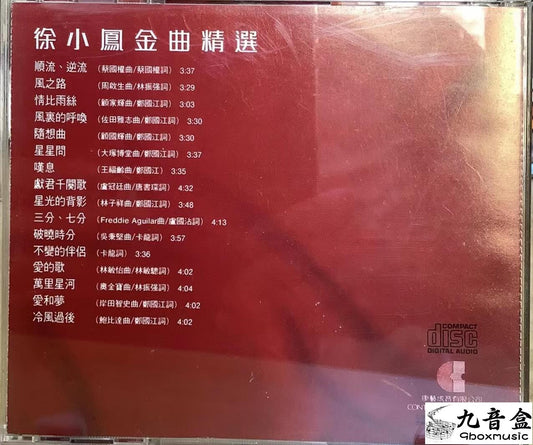 徐小鳳金曲精選
順流、逆流 (蔡國權曲/蔡國權詞) 3:37
風之路 (周啟生曲/林振強詞) 3:29
情比雨絲 (顧家輝曲/鄭國江詞) 3:03
風裏的呼喚 (佐田雅志曲/鄭國江詞) 3:30
隨想曲 (顧國輝曲/鄭國江詞) 3:30
星星問 (大塚博堂曲/鄭國江詞) 3:37
嘆息 (王福齡曲/鄭國江) 3:35
獻君千闋歌 (盧冠廷曲/唐書琛詞) 4:32
星光的背影 (林子祥曲/鄭國江詞) 3:48
三分、七分 (Freddie Aguilar曲/盧國沾詞) 4:13
破曉時分 (吳秉堅曲/卡龍詞) 3:57
不變的伴侶 (卡龍詞) 3:36
愛的歌 (林敏怡曲/林敏驄詞) 4:02
萬里星河 (奧金寶曲/林振強詞) 4:04
愛和夢 (岸田智史曲/鄭國江詞) 4:02
冷風過後 (鮑比達曲/鄭國江詞) 4:02
COMPACT
disc
DIGITAL AUDIO
九音盒
9boxmusic